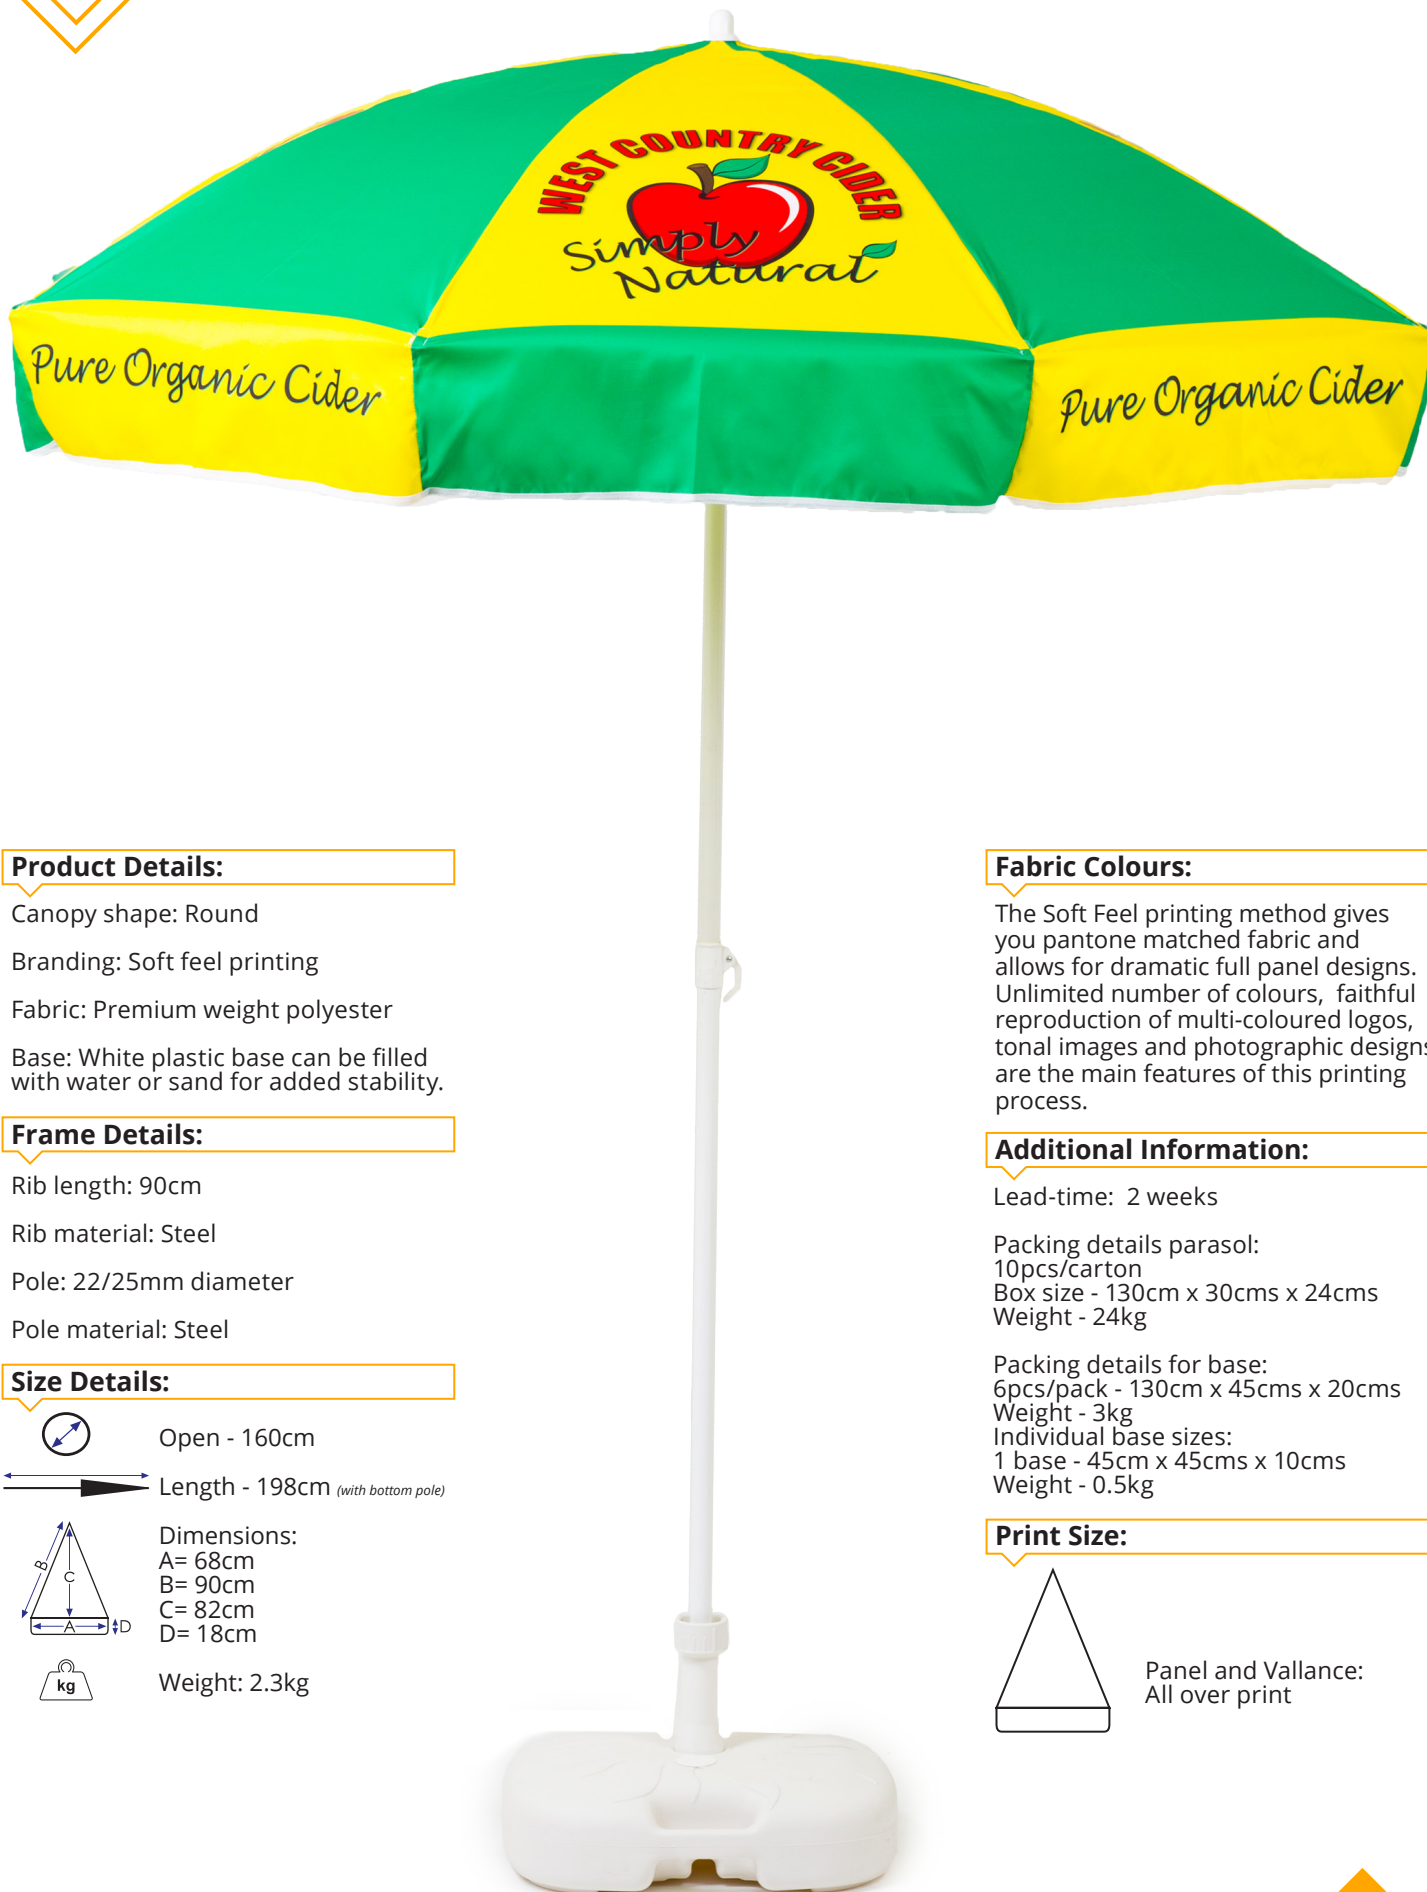 WEST COUNTRY CIDER
Simply
Natural
Pure Organic Cider
Pure Organic Cider
Product Details:
Canopy shape: Round
Branding: Soft feel printing
Fabric: Premium weight polyester
Base: White plastic base can be filled
with water or sand for added stability.
Frame Details:
Rib length: 90cm
Rib material: Steel
Pole: 22/25mm diameter
Pole material: Steel
Size Details:
Open - 160cm
Length - 198cm (with bottom pole)
Dimensions:
A= 68cm
B= 90cm
C= 82cm
D= 18cm
B
C
A
D
kg
Weight: 2.3kg
Fabric Colours:
The Soft Feel printing method gives
you pantone matched fabric and
allows for dramatic full panel designs.
Unlimited number of colours,  faithful
reproduction of multi-coloured logos,
tonal images and photographic designs
are the main features of this printing
process.
Additional Information:
Lead-time:  2 weeks
Packing details parasol:
10pcs/carton
Box size - 130cm x 30cms x 24cms
Weight - 24kg
Packing details for base:
6pcs/pack - 130cm x 45cms x 20cms
Weight - 3kg
Individual base sizes:
1 base - 45cm x 45cms x 10cms
Weight - 0.5kg
Print Size:
Panel and Vallance:
All over print